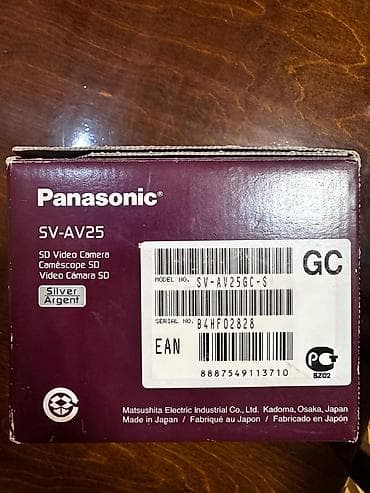 Panasonic®
SV-AV25
SD Video Camera
Caméscope SD
Video Cámara SD
Silver
Argent
GC
MODEL NO. SV-AV25GC-S
SERIAL NO. B4HF02828
EAN
8887549113710
BZ02
Matsushita Electric Industrial Co., Ltd. Kadoma, Osaka, Japan
Made in Japan / Fabriqué au Japon / Fabricado en Japón